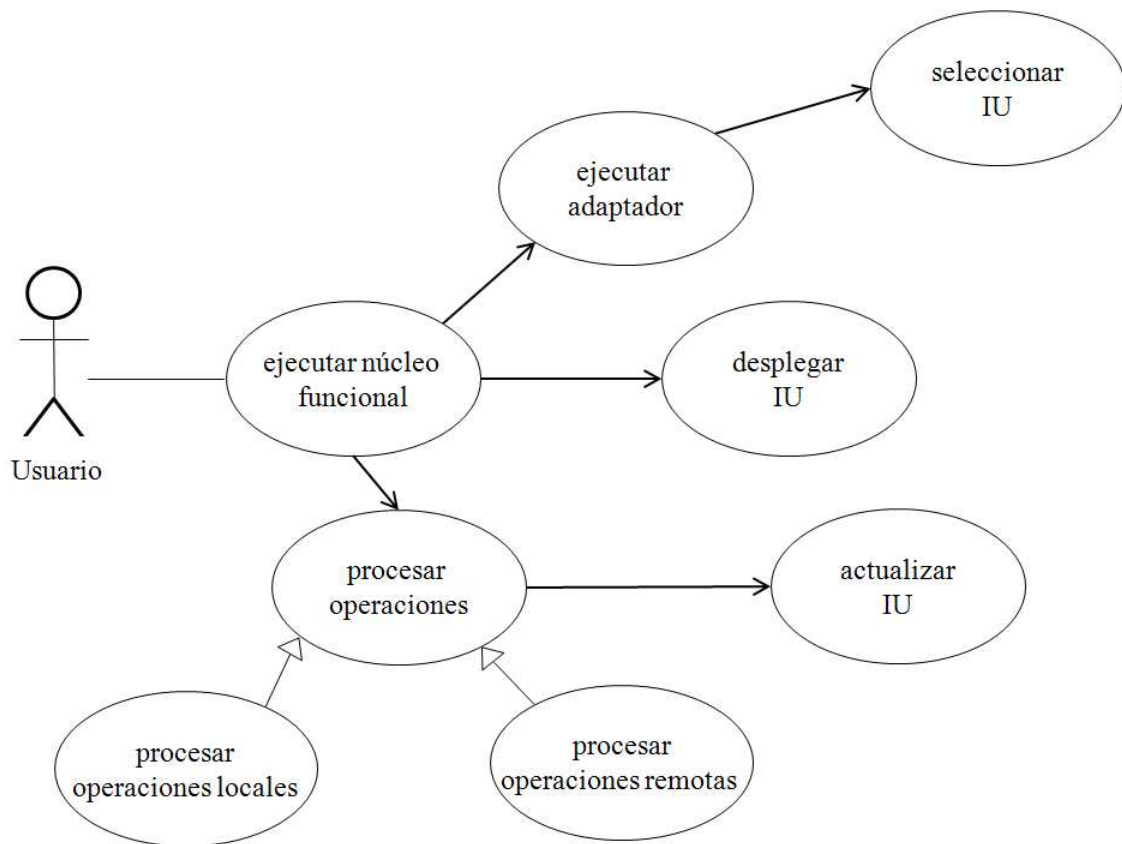 seleccionar
IU
ejecutar
adaptador
ejecutar núcleo
funcional
desplegar
IU
Usuario
procesar
operaciones
actualizar
IU
procesar
operaciones locales
procesar
operaciones remotas